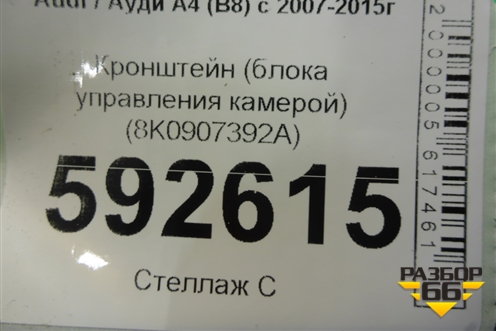 Audi / Ауди А4 (В8) с 2007-2015г
Кронштейн (блока
управления камерой)
(8K0907392A)
592615
Стеллаж С
2000005617461
РАЗБОР
66